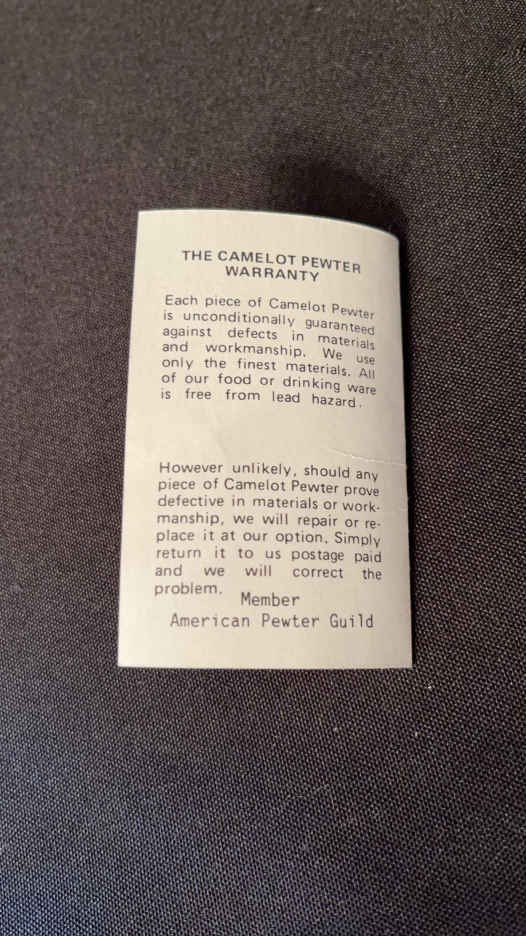 THE CAMELOT PEWTER
WARRANTY
Each piece of Camelot Pewter
is unconditionally guaranteed
against defects in materials
and workmanship. We use
only the finest materials. All
of our food or drinking ware
is free from lead hazard.
However unlikely, should any
piece of Camelot Pewter prove
defective in materials or work-
manship, we will repair or re-
place it at our option. Simply
return it to us postage paid
and we will correct the
problem.
Member
American Pewter Guild